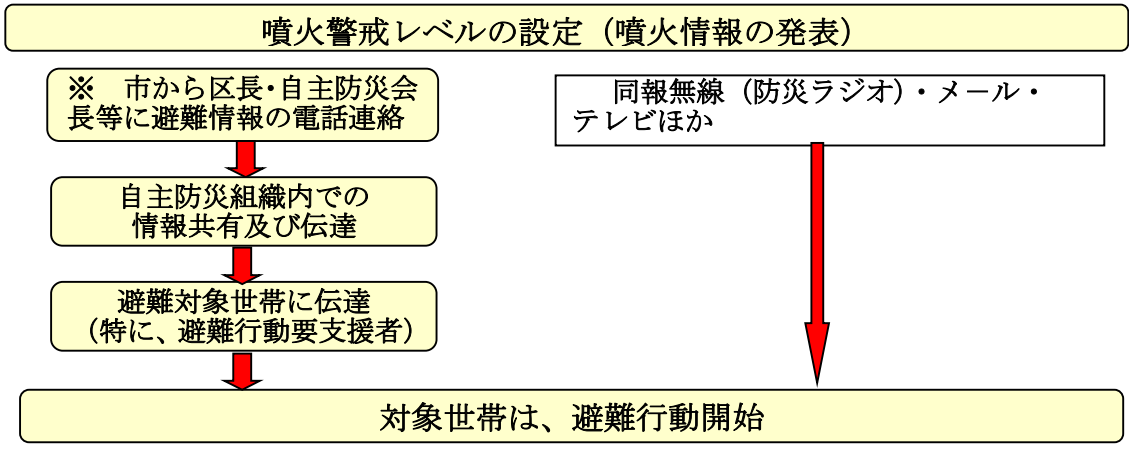 噴火警戒レベルの設定（噴火情報の発表）
※　市から区長・自主防災会
長等に避難情報の電話連絡
同報無線（防災ラジオ）・メール・
テレビほか
自主防災組織内での
情報共有及び伝達
避難対象世帯に伝達
（特に、避難行動要支援者）
対象世帯は、避難行動開始